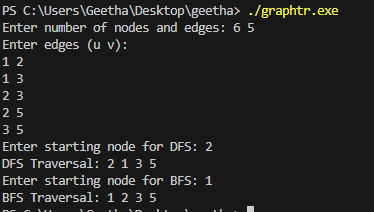 PS C:\Users\Geetha\Desktop\geetha> ./graphtr.exe
Enter number of nodes and edges: 6 5
Enter edges (u v):
1 2
1 3
2 3
2 5
3 5
Enter starting node for DFS: 2
DFS Traversal: 2 1 3 5
Enter starting node for BFS: 1
BFS Traversal: 1 2 3 5
PS C:\Users\Geetha\Desktop\geetha>